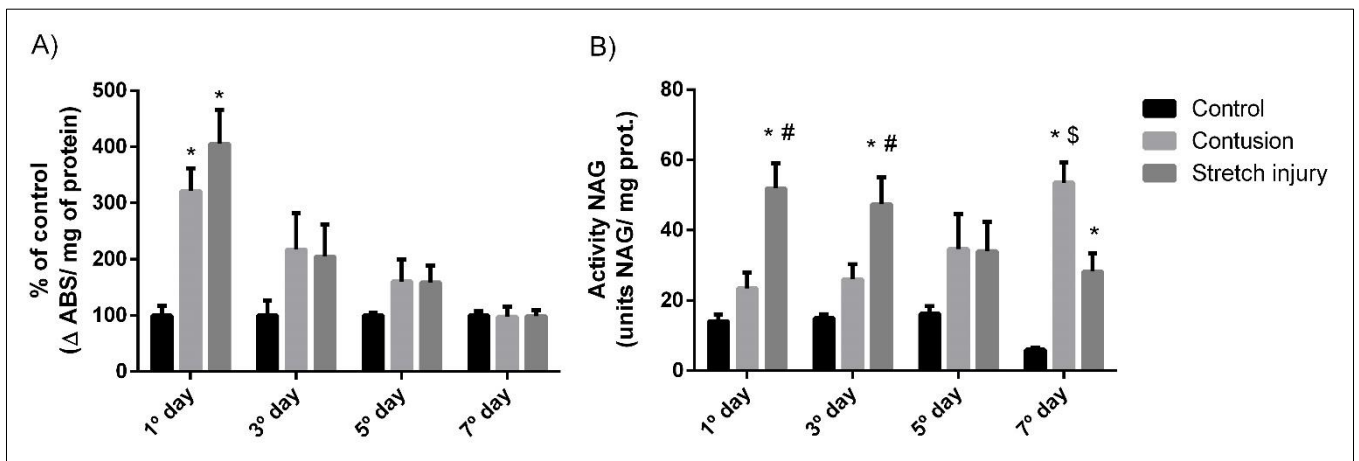 A)
% of control
(Δ ABS/ mg of protein)
500
400
300
200
100
0
*
*
1º day
3º day
5º day
7º day
B)
Activity NAG
(units NAG/ mg prot.)
80
60
40
20
0
* #
* #
* $
*
1º day
3º day
5º day
7º day
Control
Contusion
Stretch injury